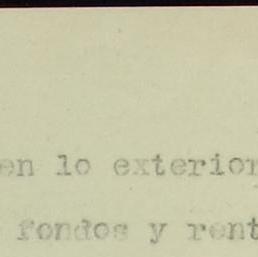 en lo exterior
fondos y rent